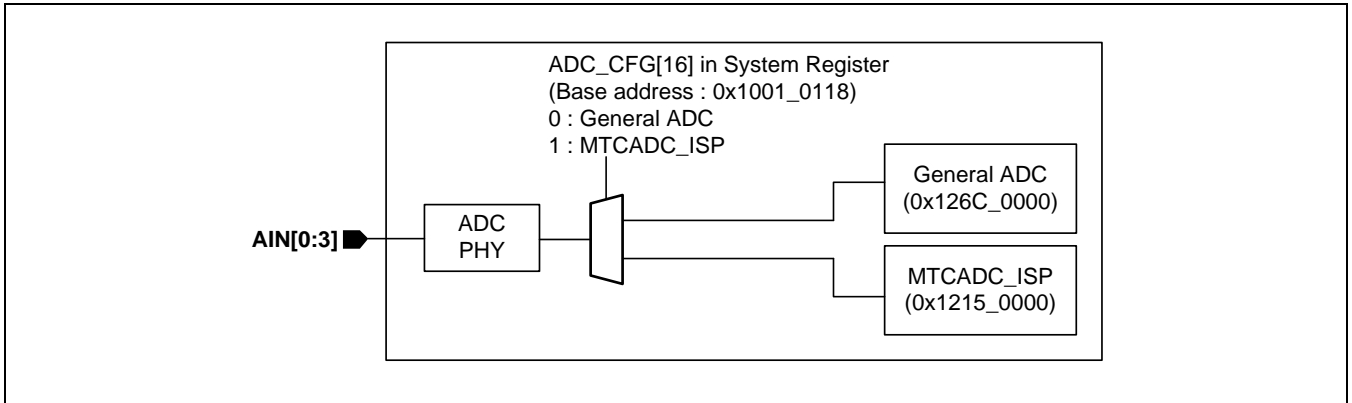 ADC_CFG[16] in System Register
(Base address : 0x1001_0118)
0 : General ADC
1 : MTCADC_ISP
General ADC
(0x126C_0000)
AIN[0:3]
ADC
PHY
MTCADC_ISP
(0x1215_0000)